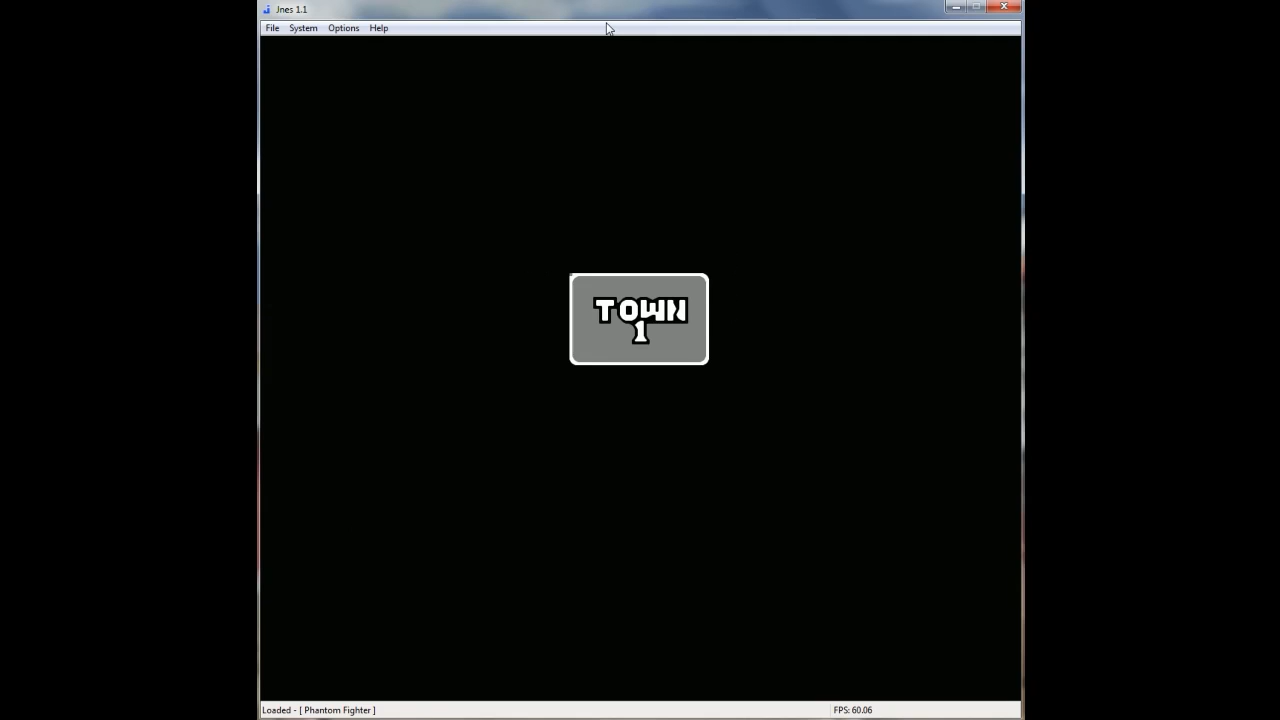 Jnes 1.1
File System Options Help
TOWN
1
Loaded - [ Phantom Fighter ] FPS: 60.06